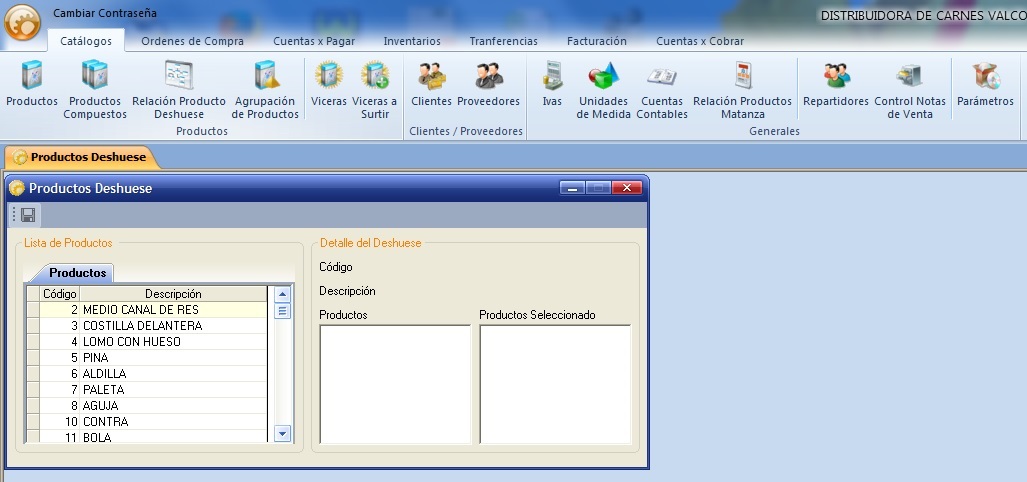 Cambiar Contraseña
DISTRIBUIDORA DE CARNES VALCO
Catálogos Ordenes de Compra Cuentas x Pagar Inventarios Tranferencias Facturación Cuentas x Cobrar
Productos Productos Compuestos Relación Producto Deshuese Agrupación de Productos Viceras Viceras a Surtir Clientes Proveedores Ivas Unidades de Medida Cuentas Contables Relación Productos Matanza Repartidores Control Notas de Venta Parámetros
Productos Clientes / Proveedores Generales
Productos Deshuese
Productos Deshuese
Lista de Productos
Productos
Código Descripción
2 MEDIO CANAL DE RES
3 COSTILLA DELANTERA
4 LOMO CON HUESO
5 PINA
6 ALDILLA
7 PALETA
8 AGUJA
10 CONTRA
11 BOLA
Detalle del Deshuese
Código
Descripción
Productos Productos Seleccionado